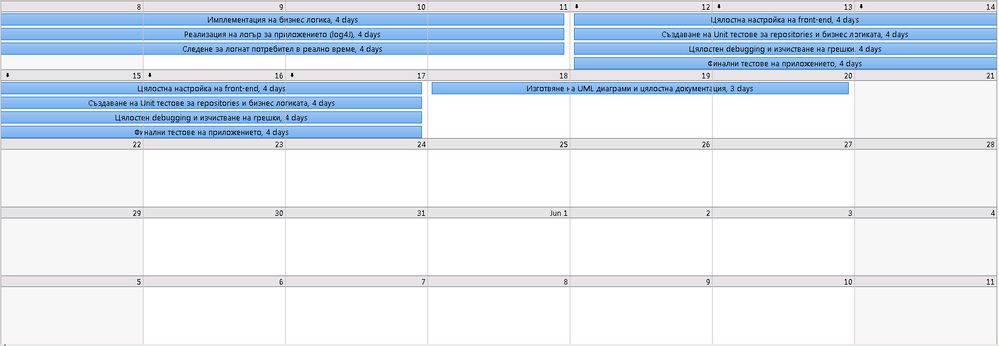 8 9 10 11 12 13 14
Имплементация на бизнес логика, 4 days
Цялостна настройка на front-end, 4 days
Реализация на логър за приложението (log4J), 4 days
Създаване на Unit тестове за repositories и бизнес логиката, 4 days
Следене за логнат потребител в реално време, 4 days
Цялостен debugging и изчистване на грешки, 4 days
Финални тестове на приложението, 4 days
15 16 17 18 19 20 21
Цялостна настройка на front-end, 4 days
Изготвяне на UML диаграми и цялостна документация, 3 days
Създаване на Unit тестове за repositories и бизнес логиката, 4 days
Цялостен debugging и изчистване на грешки, 4 days
Финални тестове на приложението, 4 days
22 23 24 25 26 27 28
29 30 31 Jun 1 2 3 4
5 6 7 8 9 10 11